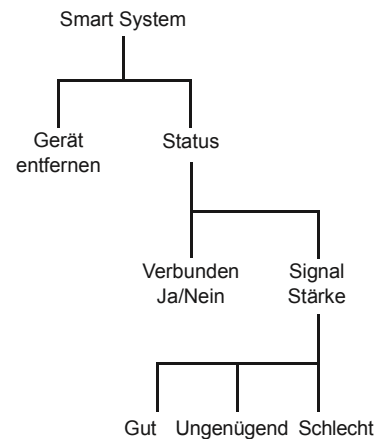 Smart System
Gerät
entfernen
Status
Verbunden
Ja/Nein
Signal
Stärke
Gut
Ungenügend
Schlecht